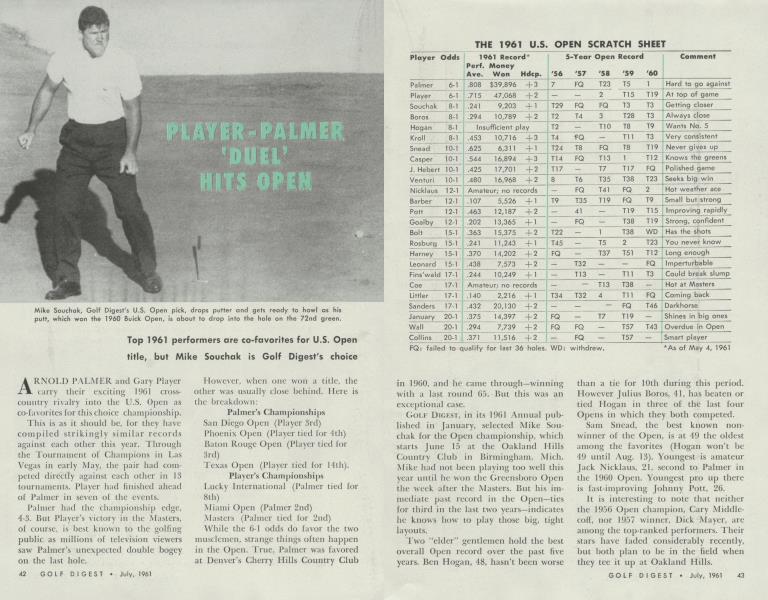 PLAYER-PALMER
'DUEL'
HITS OPEN
Mike Souchak, Golf Digest's U.S. Open pick, drops putter and gets ready to howl as his
putt, which won the 1960 Buick Open, is about to drop into the hole on the 72nd green.
Top 1961 performers are co-favorites for U.S. Open
title, but Mike Souchak is Golf Digest's choice
ARNOLD PALMER and Gary Player
carry their exciting 1961 cross-
country rivalry into the U.S. Open as
co-favorites for this choice championship.
This is as it should be, for they have
compiled strikingly similar records
against each other this year. Through
the Tournament of Champions in Las
Vegas in early May, the pair had com-
peted directly against each other in 13
tournaments. Player had finished ahead
of Palmer in seven of the events.
Palmer had the championship edge,
4-3. But Player's victory in the Masters,
of course, is best known to the golfing
public as millions of television viewers
saw Palmer's unexpected double bogey
on the last hole.
However, when one won a title, the
other was usually close behind. Here is
the breakdown:
Palmer's Championships
San Diego Open (Player 3rd)
Phoenix Open (Player tied for 4th)
Baton Rouge Open (Player tied for
3rd)
Texas Open (Player tied for 14th).
Player's Championships
Lucky International (Palmer tied for
8th)
Miami Open (Palmer 2nd)
Masters (Palmer tied for 2nd)
While the 6-1 odds do favor the two
musclemen, strange things often happen
in the Open. True, Palmer was favored
at Denver's Cherry Hills Country Club
42 GOLF DIGEST • July, 1961
THE 1961 U.S. OPEN SCRATCH SHEET
Player Odds 1961 Record* 5-Year Open Record Comment
Perf. Money
Ave. Won Hdcp. '56 '57 '58 '59 '60
Palmer 6-1 .808 $39,896 +3 7 FQ T23 T5 1 Hard to go against
Player 6-1 .715 47,068 +2 — — 2 T15 T19 At top of game
Souchak 8-1 .241 9,203 +1 T29 FQ FQ T3 T3 Getting closer
Boros 8-1 .294 10,789 +2 T2 T4 3 T28 T3 Always close
Hogan 8-1 Insufficient play T2 — T10 T8 T9 Wants No. 5
Kroll 8-1 .453 10,716 +3 T4 FQ — T11 T3 Very consistent
Snead 10-1 .625 6,311 +1 T24 T8 FQ T8 T19 Never gives up
Casper 10-1 .544 16,894 +3 T14 FQ T13 1 T12 Knows the greens
J. Hebert 10-1 .425 17,701 +2 T17 — T7 T17 FQ Polished game
Venturi 10-1 .480 16,968 +2 8 T6 T35 T38 T23 Seeks big win
Nicklaus 12-1 Amateur; no records — FQ T41 FQ 2 Hot weather ace
Barber 12-1 .107 5,526 +1 T9 T35 T19 FQ T9 Small but strong
Pott 12-1 .463 12,187 +2 — 41 — T19 T15 Improving rapidly
Goalby 12-1 .202 13,365 +1 — FQ — T38 T19 Strong, confident
Bolt 15-1 .363 15,375 +2 T22 — 1 T38 WD Has the shots
Rosburg 15-1 .241 11,243 +1 T45 — T5 2 T23 You never know
Harney 15-1 .370 14,202 +2 FQ — T37 T51 T12 Long enough
Leonard 15-1 .438 7,573 +2 — T32 — — FQ Imperturbable
Fins'wald 17-1 .244 10,249 +1 — T13 — T11 T3 Could break slump
Coe 17-1 Amateur; no records — — T13 T38 — Hot at Masters
Littler 17-1 .140 2,216 +1 T34 T32 4 T11 FQ Coming back
Sanders 17-1 .432 20,130 +2 — — — FQ T46 Darkhorse
January 20-1 .375 14,397 +2 FQ — T7 T19 — Shines in big ones
Wall 20-1 .294 7,739 +2 FQ FQ — T57 T43 Overdue in Open
Collins 20-1 .371 11,516 +2 — FQ — T57 — Smart player
FQ: failed to qualify for last 36 holes. WD: withdrew. *As of May 4, 1961
in 1960, and he came through—winning
with a last round 65. But this was an
exceptional case.
GOLF DIGEST, in its 1961 Annual pub-
lished in January, selected Mike Sou-
chak for the Open championship, which
starts June 15 at the Oakland Hills
Country Club in Birmingham, Mich.
Mike had not been playing too well this
year until he won the Greensboro Open
the week after the Masters. But his im-
mediate past record in the Open—ties
for third in the last two years—indicates
he knows how to play those big, tight
layouts.
Two "elder" gentlemen hold the best
overall Open record over the past five
years. Ben Hogan, 48, hasn't been worse
than a tie for 10th during this period.
However Julius Boros, 41, has beaten or
tied Hogan in three of the last four
Opens in which they both competed.
Sam Snead, the best known non-
winner of the Open, is at 49 the oldest
among the favorites (Hogan won't be
49 until Aug. 13). Youngest is amateur
Jack Nicklaus, 21, second to Palmer in
the 1960 Open. Youngest pro up there
is fast-improving Johnny Pott, 26.
It is interesting to note that neither
the 1956 Open champion, Cary Middle-
coff, nor 1957 winner, Dick Mayer, are
among the top-ranked performers. Their
stars have faded considerably recently,
but both plan to be in the field when
they tee it up at Oakland Hills.
GOLF DIGEST • July, 1961 43